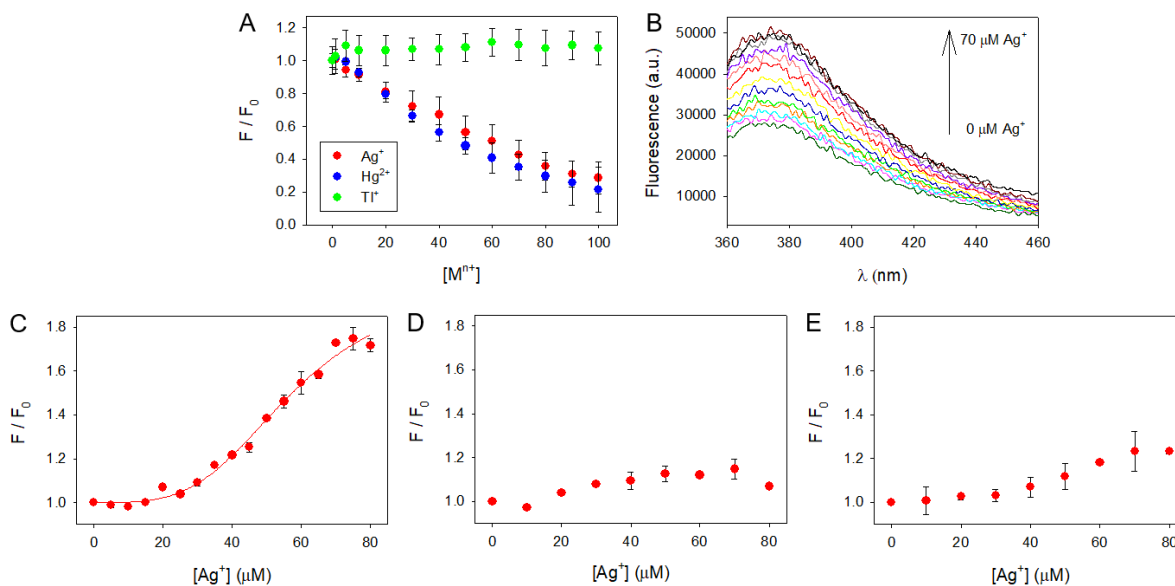 A
F / F0
1.2
1.0
0.8
0.6
0.4
0.2
0.0
Ag+
Hg2+
Tl+
0 20 40 60 80 100
[Mn+]
B
Fluorescence (a.u.)
50000
40000
30000
20000
10000
70 µM Ag+
0 µM Ag+
360 380 400 420 440 460
λ (nm)
C
F / F0
1.8
1.6
1.4
1.2
1.0
0 20 40 60 80
[Ag+] (µM)
D
F / F0
1.8
1.6
1.4
1.2
1.0
0 20 40 60 80
[Ag+] (µM)
E
F / F0
1.8
1.6
1.4
1.2
1.0
0 20 40 60 80
[Ag+] (µM)